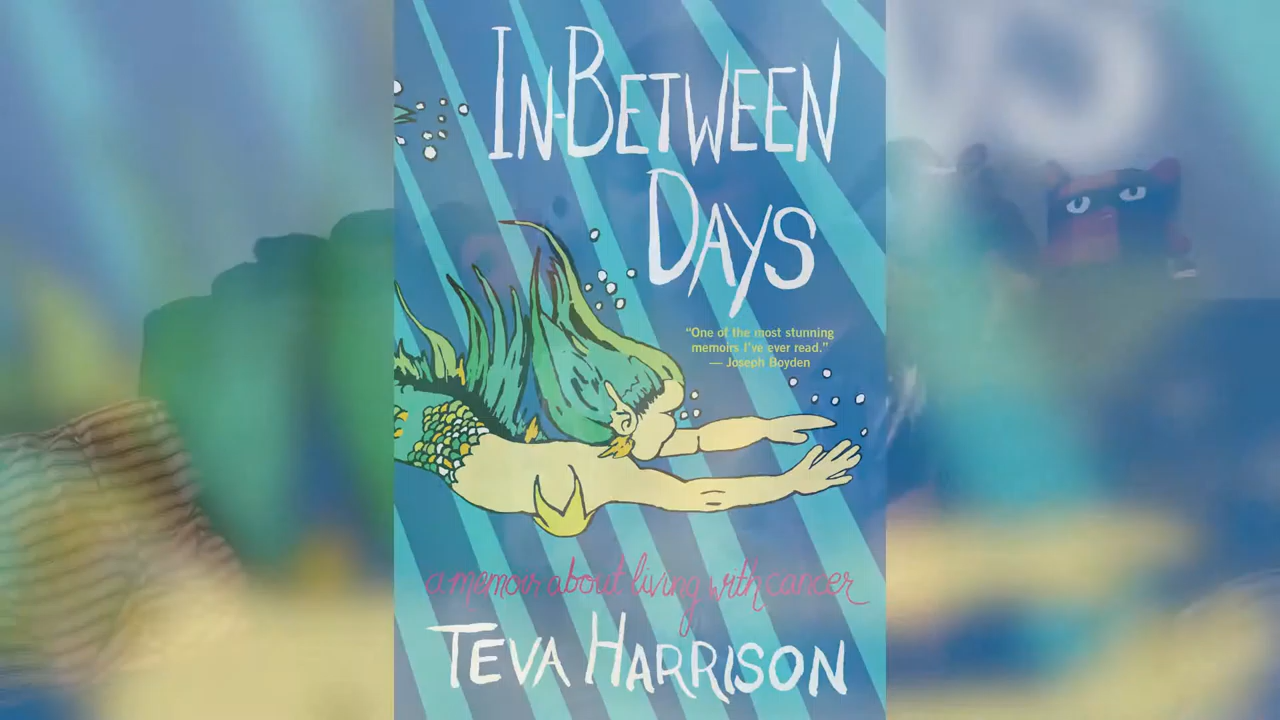 IN-BETWEEN
DAYS
“One of the most stunning
memoirs I've ever read.”
— Joseph Boyden
a memoir about living with cancer
TEVA HARRISON